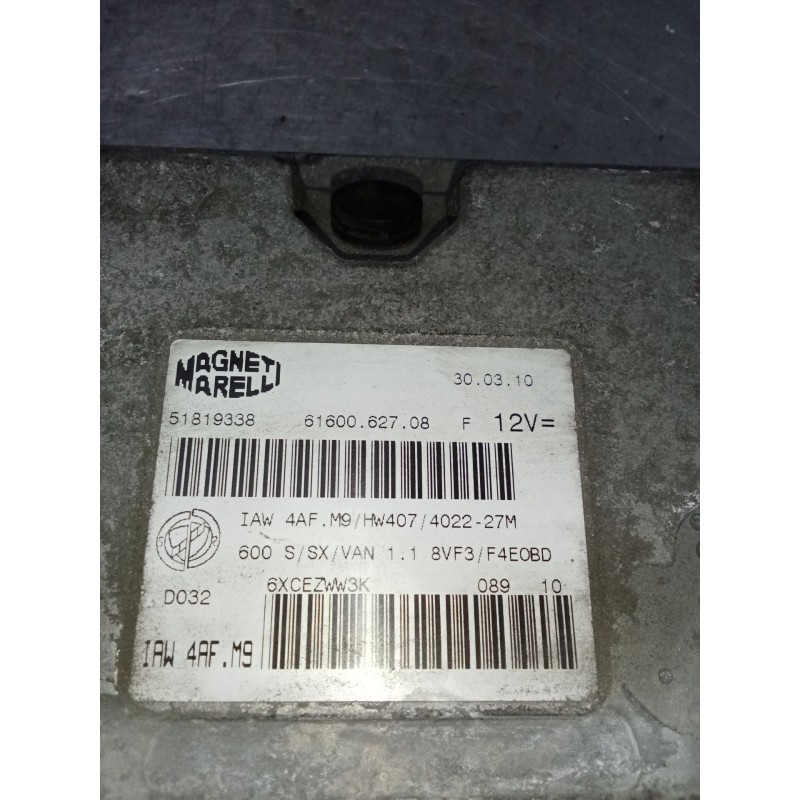 MAGNETI
MARELLI
30.03.10
51819338 61600.627.08 F 12V=
IAW 4AF.M9/HW407/4022-27M
600 S/SX/VAN 1.1 8VF3/F4EOBD
D032 6XCEZWW3K 089 10
IAW 4AF.M9